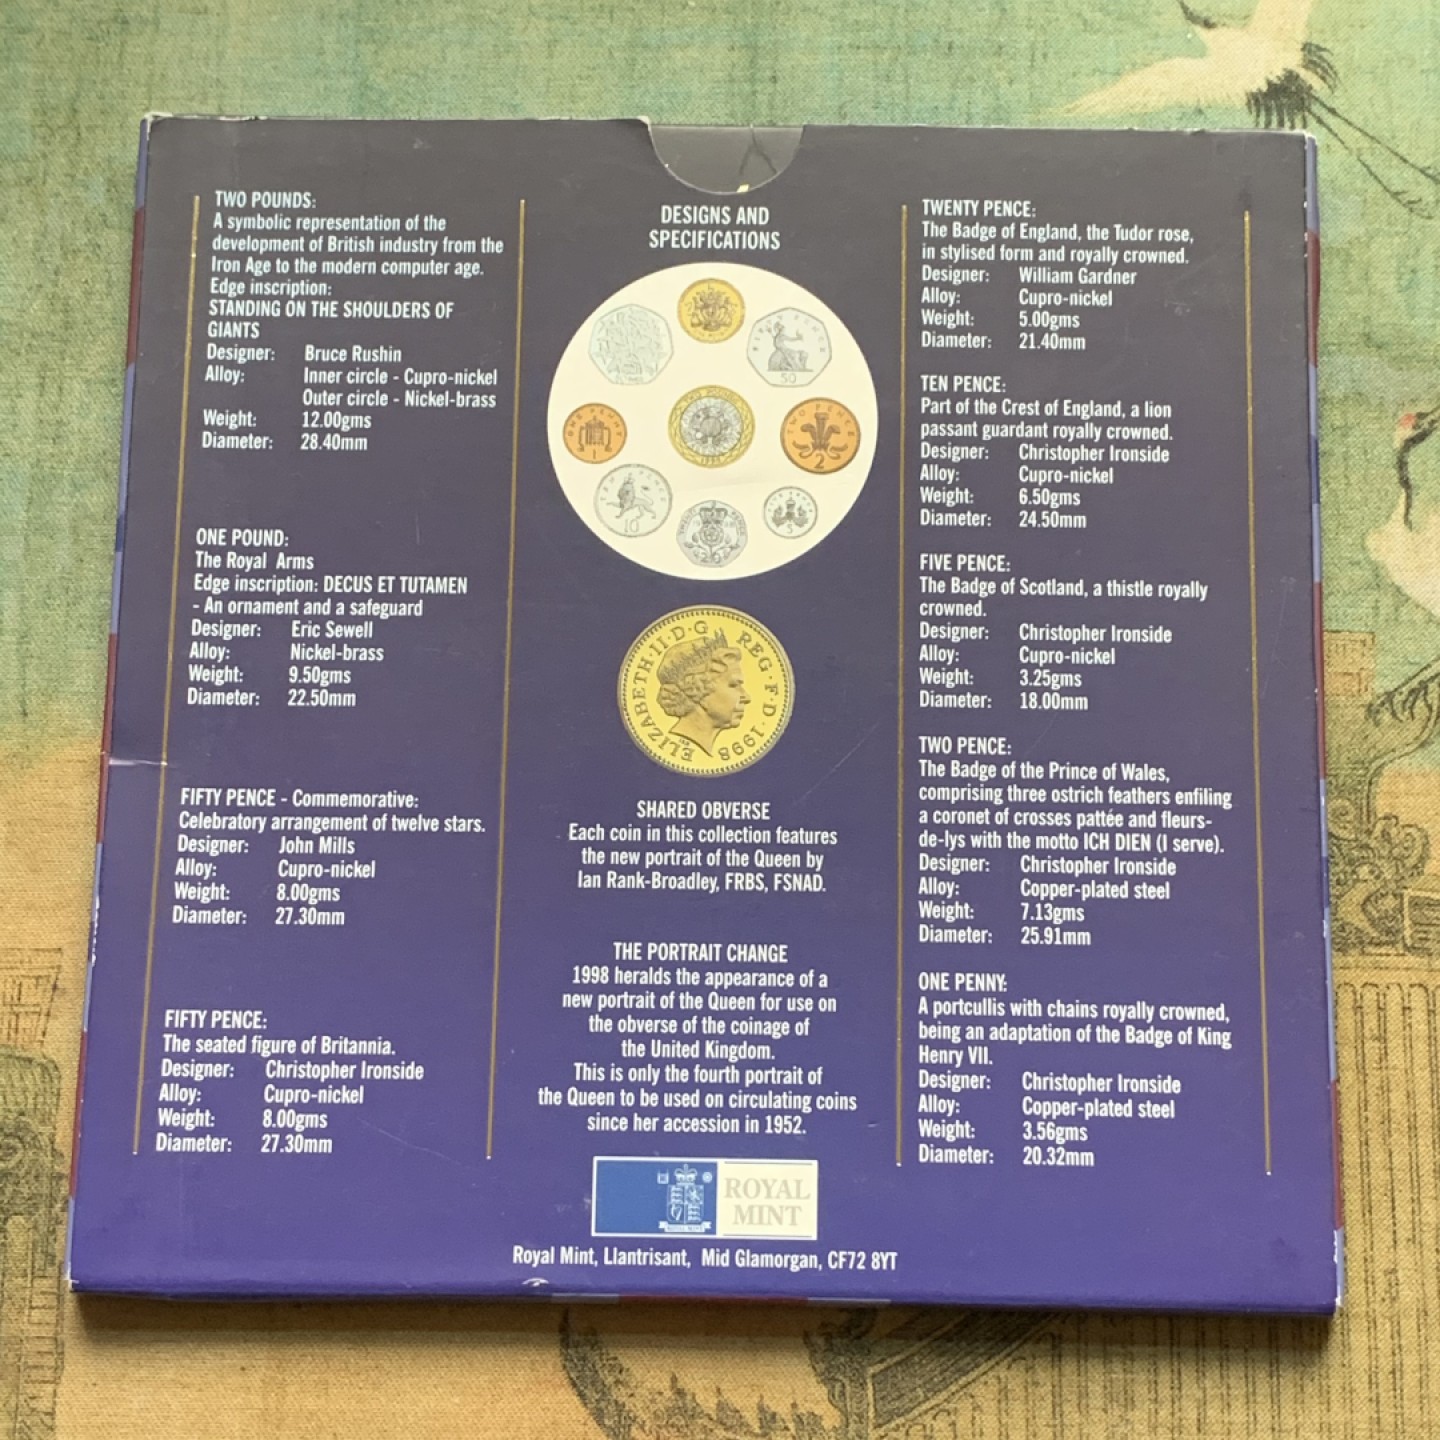 TWO POUNDS:
A symbolic representation of the
development of British industry from the
Iron Age to the modern computer age.
Edge inscription:
STANDING ON THE SHOULDERS OF
GIANTS
Designer: Bruce Rushin
Alloy: Inner circle - Cupro-nickel
Outer circle - Nickel-brass
Weight: 12.00gms
Diameter: 28.40mm
ONE POUND:
The Royal Arms
Edge inscription: DECUS ET TUTAMEN
- An ornament and a safeguard
Designer: Eric Sewell
Alloy: Nickel-brass
Weight: 9.50gms
Diameter: 22.50mm
FIFTY PENCE - Commemorative:
Celebratory arrangement of twelve stars.
Designer: John Mills
Alloy: Cupro-nickel
Weight: 8.00gms
Diameter: 27.30mm
FIFTY PENCE:
The seated figure of Britannia.
Designer: Christopher Ironside
Alloy: Cupro-nickel
Weight: 8.00gms
Diameter: 27.30mm
DESIGNS AND
SPECIFICATIONS
FIFTY PENCE
50
ONE PENNY
1
TWO POUNDS
1998
TWO PENCE
2
TEN PENCE
10
20
5
ELIZABETH·II·D·G REG·F·D·1998
SHARED OBVERSE
Each coin in this collection features
the new portrait of the Queen by
Ian Rank-Broadley, FRBS, FSNAD.
THE PORTRAIT CHANGE
1998 heralds the appearance of a
new portrait of the Queen for use on
the obverse of the coinage of
the United Kingdom.
This is only the fourth portrait of
the Queen to be used on circulating coins
since her accession in 1952.
ROYAL
MINT
Royal Mint, Llantrisant, Mid Glamorgan, CF72 8YT
TWENTY PENCE:
The Badge of England, the Tudor rose,
in stylised form and royally crowned.
Designer: William Gardner
Alloy: Cupro-nickel
Weight: 5.00gms
Diameter: 21.40mm
TEN PENCE:
Part of the Crest of England, a lion
passant guardant royally crowned.
Designer: Christopher Ironside
Alloy: Cupro-nickel
Weight: 6.50gms
Diameter: 24.50mm
FIVE PENCE:
The Badge of Scotland, a thistle royally
crowned.
Designer: Christopher Ironside
Alloy: Cupro-nickel
Weight: 3.25gms
Diameter: 18.00mm
TWO PENCE:
The Badge of the Prince of Wales,
comprising three ostrich feathers enfiling
a coronet of crosses pattée and fleurs-
de-lys with the motto ICH DIEN (I serve).
Designer: Christopher Ironside
Alloy: Copper-plated steel
Weight: 7.13gms
Diameter: 25.91mm
ONE PENNY:
A portcullis with chains royally crowned,
being an adaptation of the Badge of King
Henry VII.
Designer: Christopher Ironside
Alloy: Copper-plated steel
Weight: 3.56gms
Diameter: 20.32mm